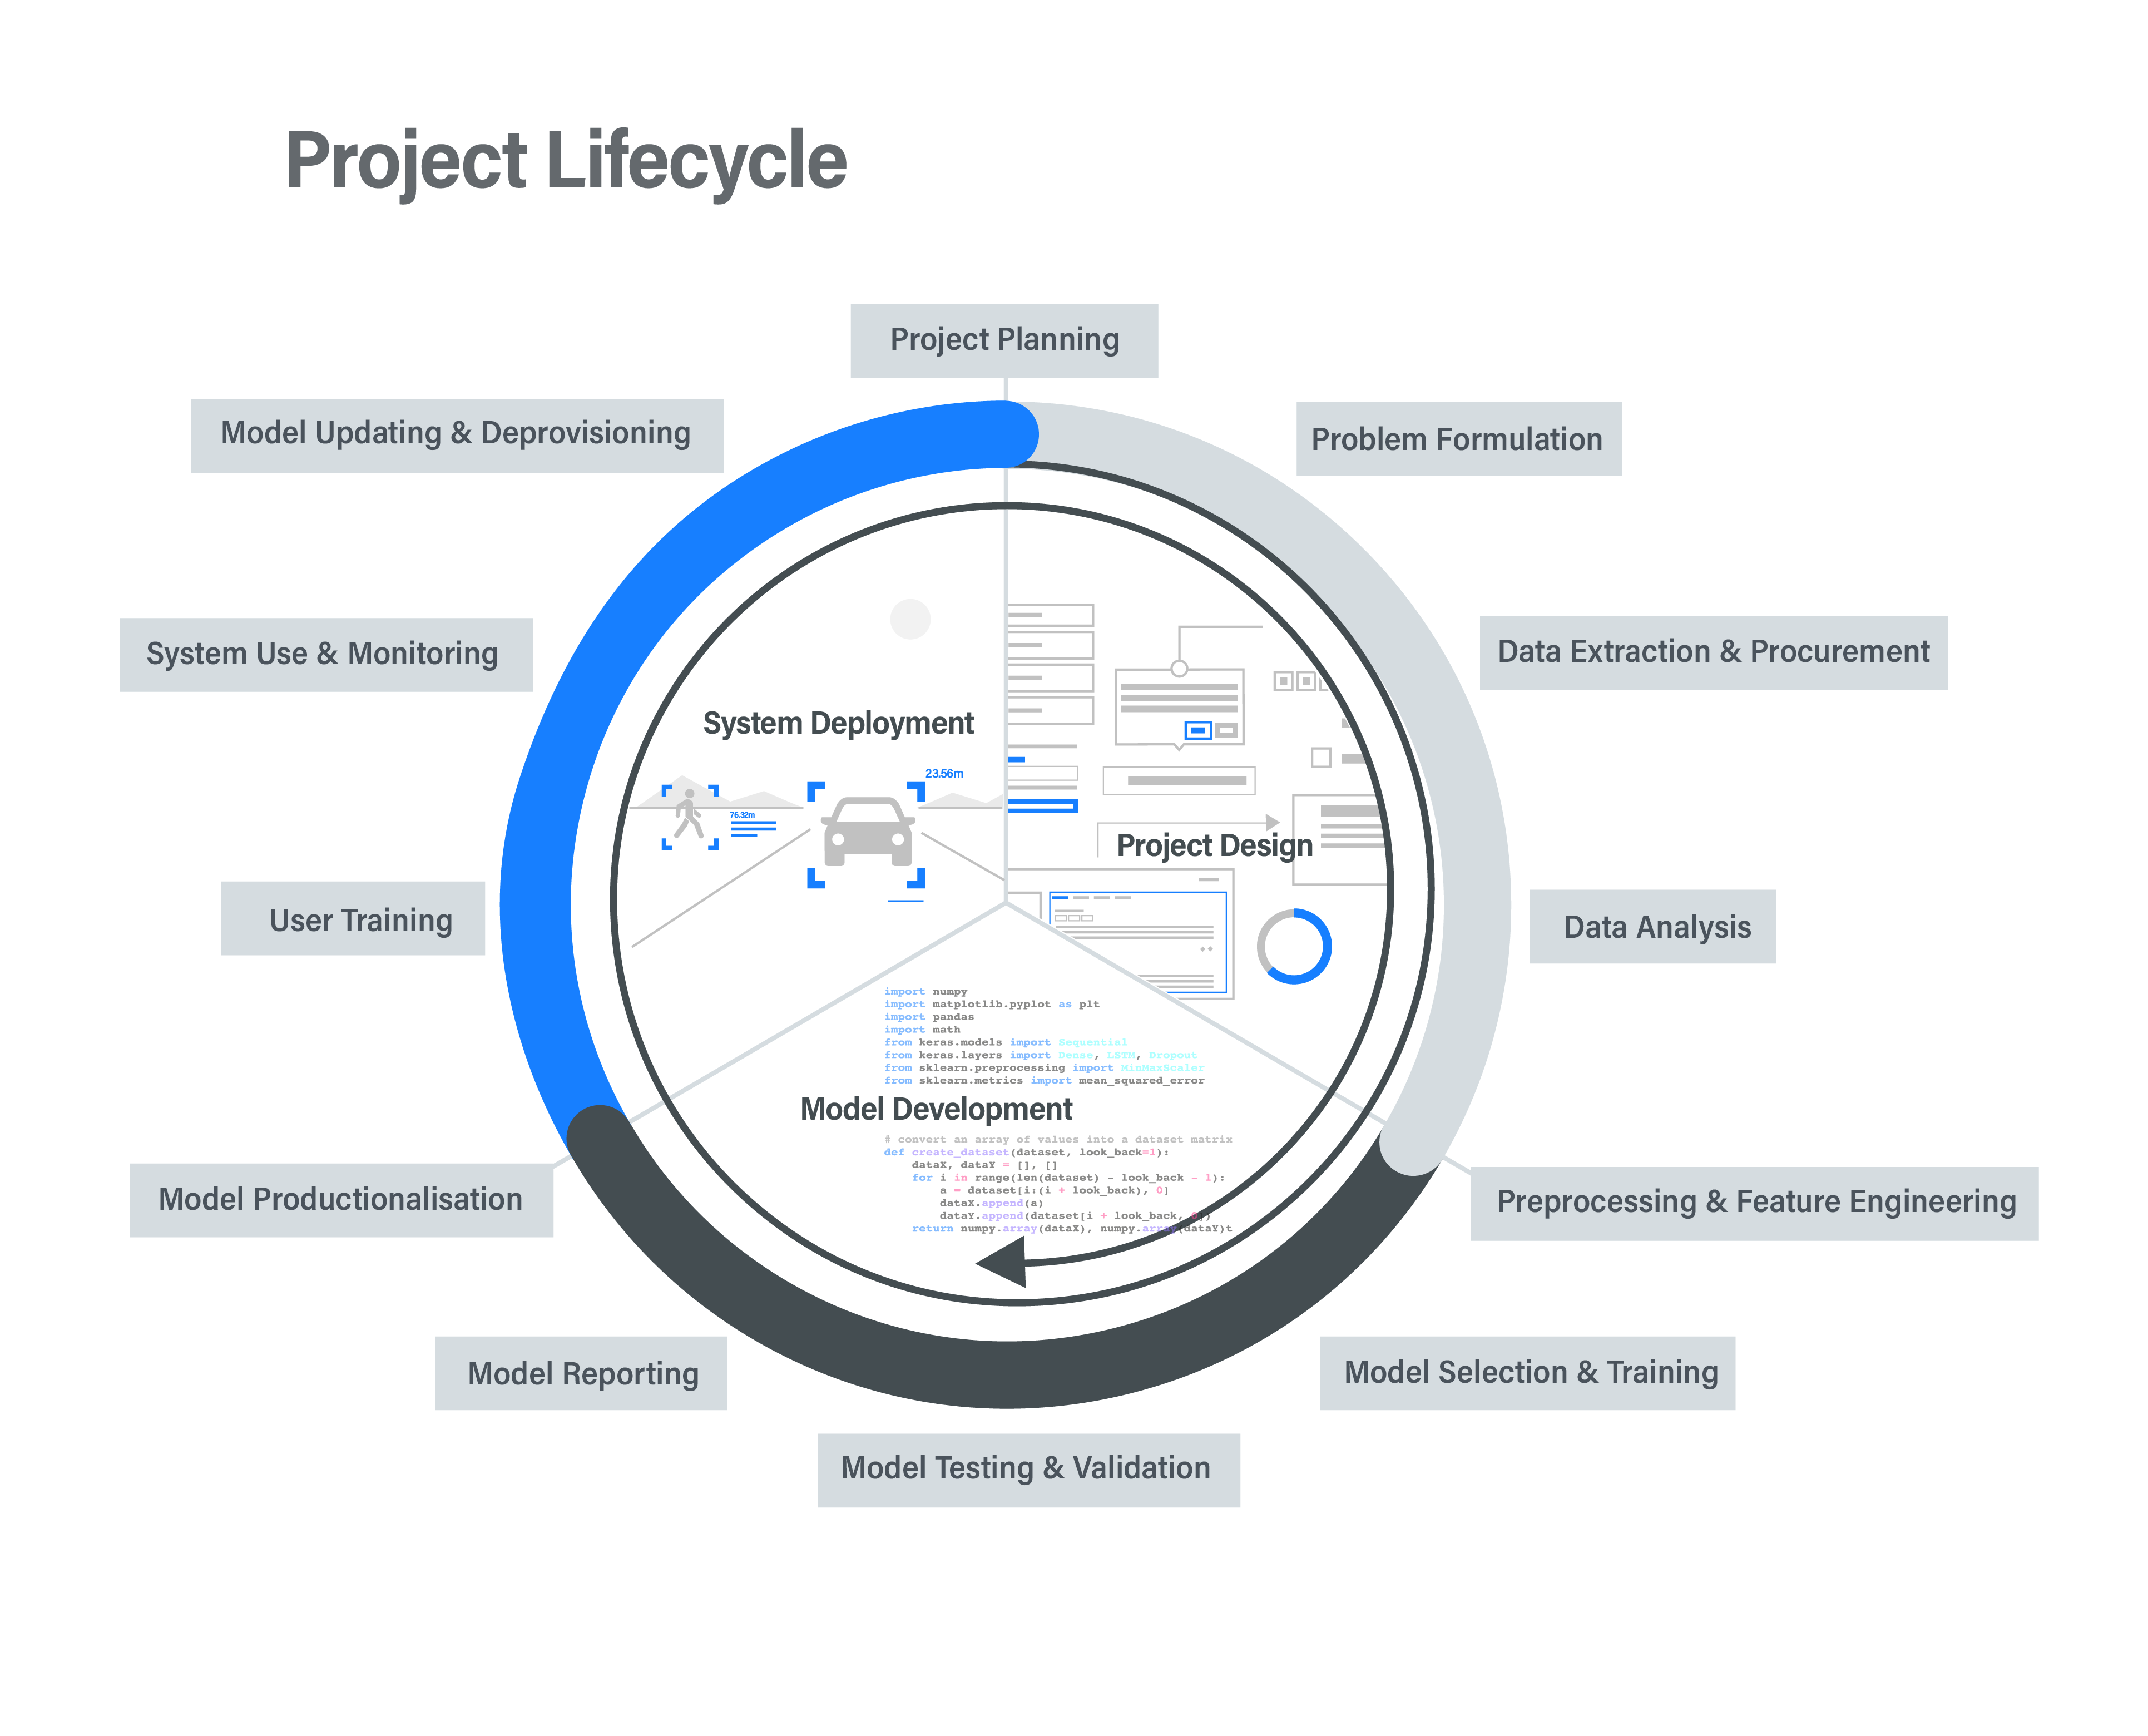 Project Lifecycle
Project Planning
Model Updating & Deprovisioning
Problem Formulation
System Use & Monitoring
Data Extraction & Procurement
System Deployment
23.56m
76.32m
Project Design
User Training
Data Analysis
import numpy
import matplotlib.pyplot as plt
import pandas
import math
from keras.models import Sequential
from keras.layers import Dense, LSTM, Dropout
from sklearn.preprocessing import MinMaxScaler
from sklearn.metrics import mean_squared_error
Model Development
# convert an array of values into a dataset matrix
def create_dataset(dataset, look_back=1):
dataX, dataY = [], []
for i in range(len(dataset) - look_back - 1):
a = dataset[i:(i + look_back), 0]
dataX.append(a)
dataY.append(dataset[i + look_back, 0])
return numpy.array(dataX), numpy.array(dataY)t
Model Productionalisation
Preprocessing & Feature Engineering
Model Reporting
Model Selection & Training
Model Testing & Validation